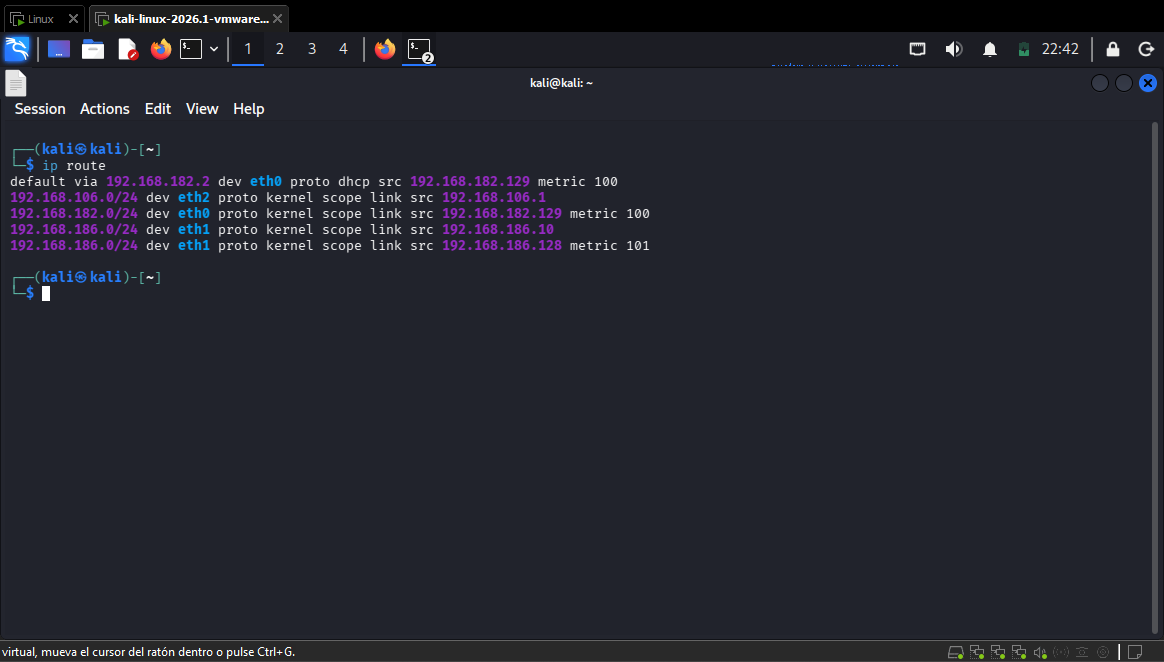 Linux
kali-linux-2026.1-vmware...
1 2 3 4 2 22:42
kali@kali: ~
Session Actions Edit View Help
┌──(kali㉿kali)-[~]
└─$ ip route
default via 192.168.182.2 dev eth0 proto dhcp src 192.168.182.129 metric 100
192.168.106.0/24 dev eth2 proto kernel scope link src 192.168.106.1
192.168.182.0/24 dev eth0 proto kernel scope link src 192.168.182.129 metric 100
192.168.186.0/24 dev eth1 proto kernel scope link src 192.168.186.10
192.168.186.0/24 dev eth1 proto kernel scope link src 192.168.186.128 metric 101
┌──(kali㉿kali)-[~]
└─$
virtual, mueva el cursor del ratón dentro o pulse Ctrl+G.